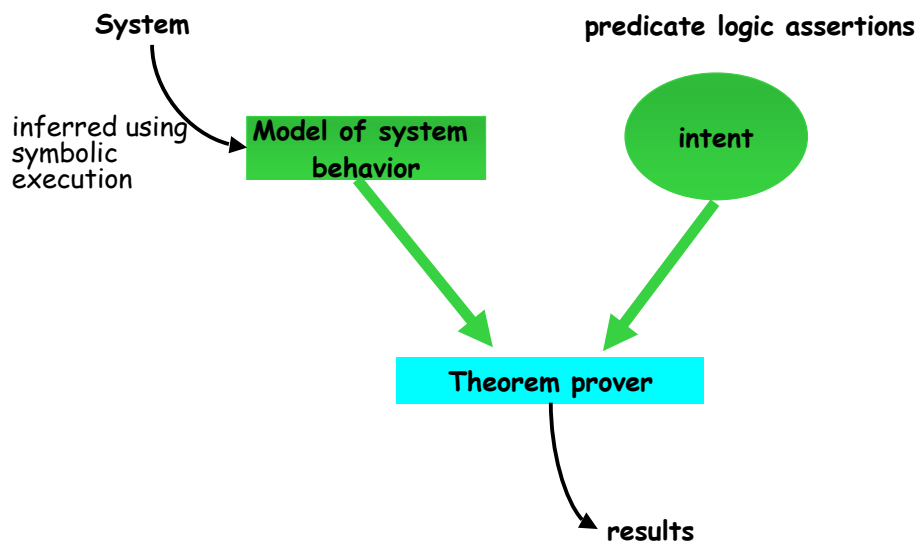 System
predicate logic assertions
inferred using
symbolic
execution
Model of system
behavior
intent
Theorem prover
results